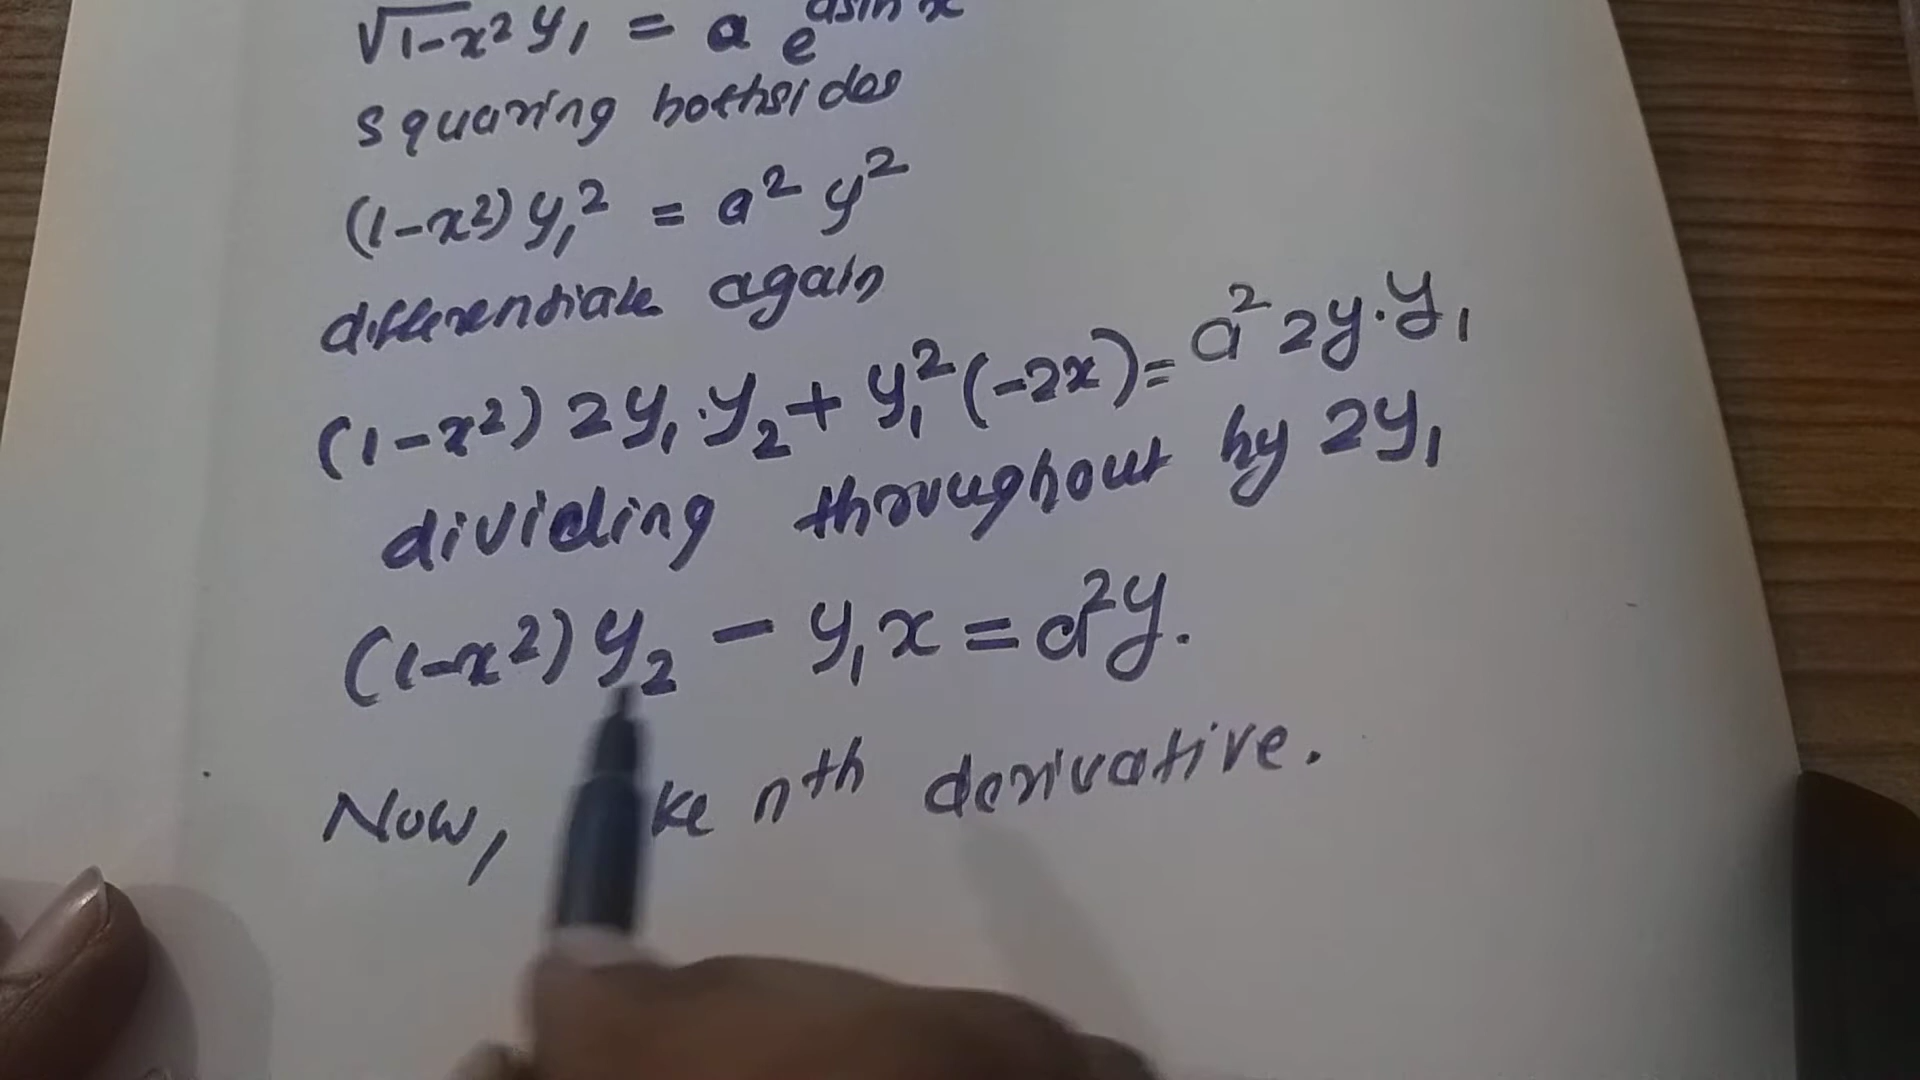 √1-x² y₁ = a e
squaring bothsides
(1-x²) y₁² = a² y²
differentiate again
(1-x²) 2y₁.y₂ + y₁² (-2x) = a² 2y.y₁
dividing throughout by 2y₁
(1-x²) y₂ - y₁x = a²y.
Now, ke nth derivative.